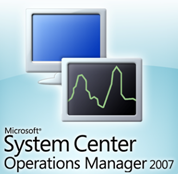 Microsoft®
System Center
Operations Manager 2007